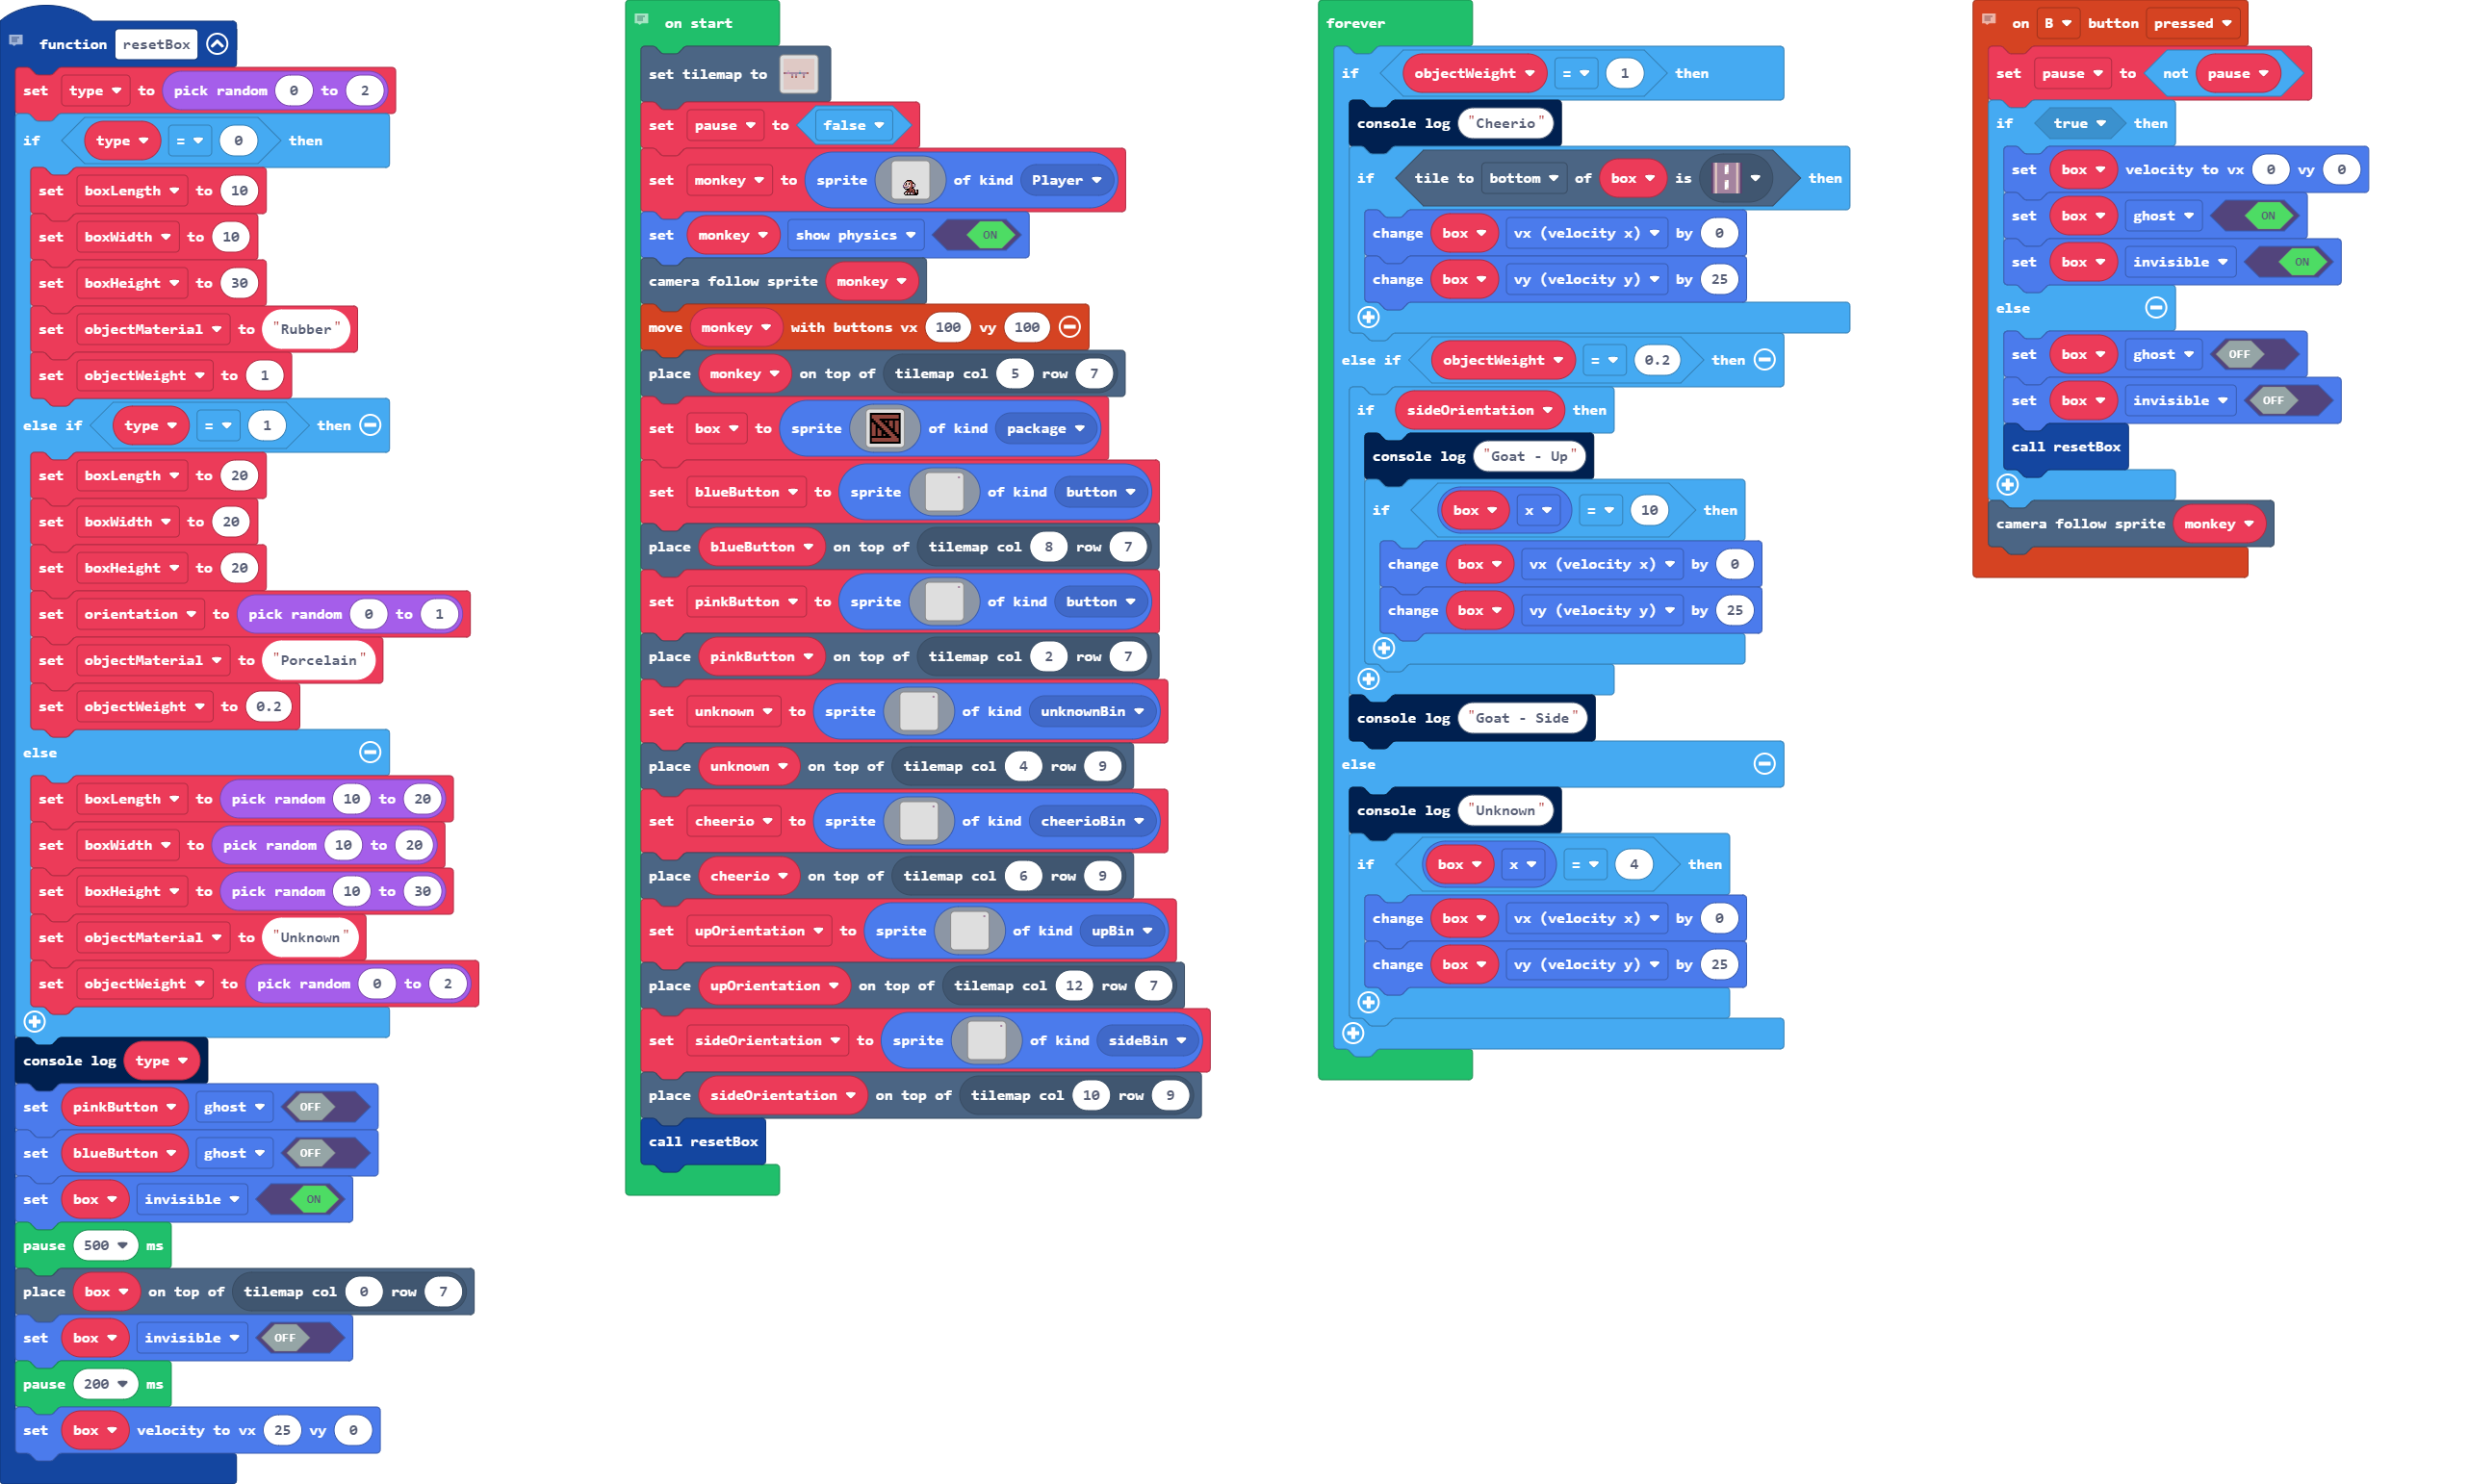 function resetBox
set type to pick random 0 to 2
if type = 0 then
set boxLength to 10
set boxWidth to 10
set boxHeight to 30
set objectMaterial to "Rubber"
set objectWeight to 1
else if type = 1 then
set boxLength to 20
set boxWidth to 20
set boxHeight to 20
set orientation to pick random 0 to 1
set objectMaterial to "Porcelain"
set objectWeight to 0.2
else
set boxLength to pick random 10 to 20
set boxWidth to pick random 10 to 20
set boxHeight to pick random 10 to 30
set objectMaterial to "Unknown"
set objectWeight to pick random 0 to 2
console log type
set pinkButton ghost OFF
set blueButton ghost OFF
set box invisible ON
pause 500 ms
place box on top of tilemap col 0 row 7
set box invisible OFF
pause 200 ms
set box velocity to vx 25 vy 0
on start
set tilemap to
set pause to false
set monkey to sprite of kind Player
set monkey show physics ON
camera follow sprite monkey
move monkey with buttons vx 100 vy 100
place monkey on top of tilemap col 5 row 7
set box to sprite of kind package
set blueButton to sprite of kind button
place blueButton on top of tilemap col 8 row 7
set pinkButton to sprite of kind button
place pinkButton on top of tilemap col 2 row 7
set unknown to sprite of kind unknownBin
place unknown on top of tilemap col 4 row 9
set cheerio to sprite of kind cheerioBin
place cheerio on top of tilemap col 6 row 9
set upOrientation to sprite of kind upBin
place upOrientation on top of tilemap col 12 row 7
set sideOrientation to sprite of kind sideBin
place sideOrientation on top of tilemap col 10 row 9
call resetBox
forever
if objectWeight = 1 then
console log "Cheerio"
if tile to bottom of box is then
change box vx (velocity x) by 0
change box vy (velocity y) by 25
else if objectWeight = 0.2 then
if sideOrientation then
console log "Goat - Up"
if box x = 10 then
change box vx (velocity x) by 0
change box vy (velocity y) by 25
console log "Goat - Side"
else
console log "Unknown"
if box x = 4 then
change box vx (velocity x) by 0
change box vy (velocity y) by 25
on B button pressed
set pause to not pause
if true then
set box velocity to vx 0 vy 0
set box ghost ON
set box invisible ON
else
set box ghost OFF
set box invisible OFF
call resetBox
camera follow sprite monkey